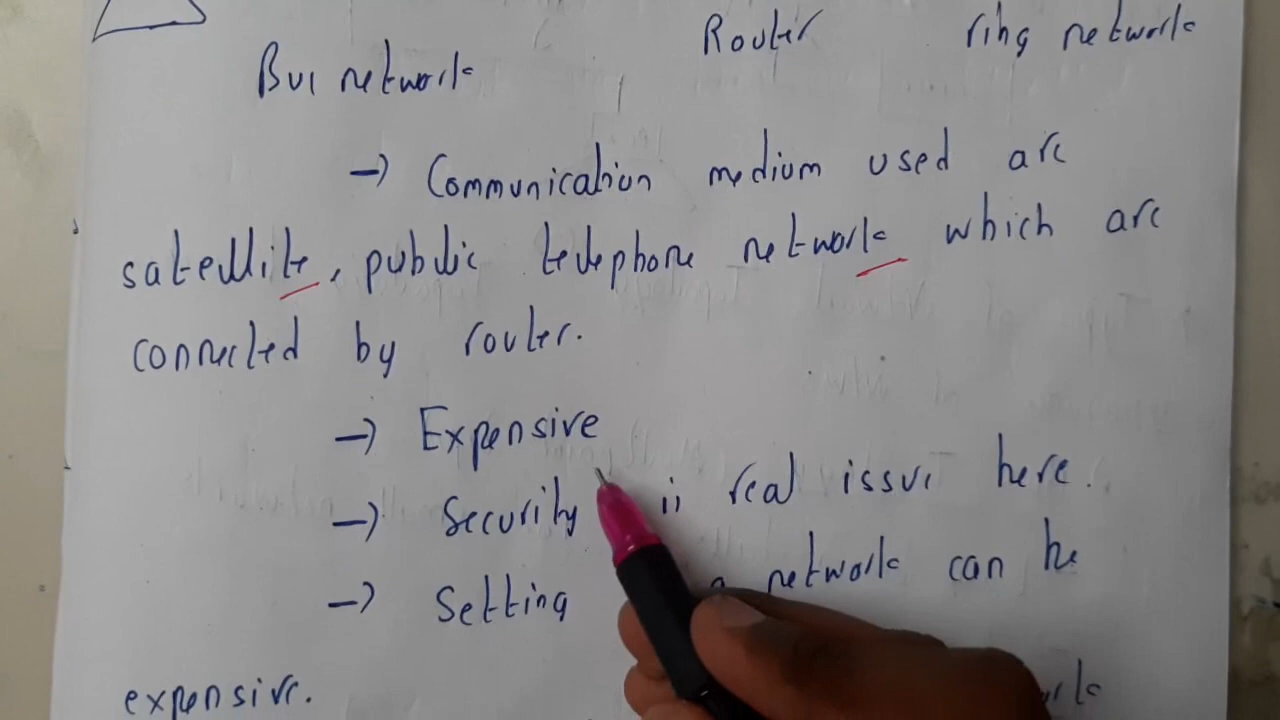 Bus network Router ring network
→ Communication medium used are
satellite, public telephone network which are
connected by router.
→ Expensive
→ Security is real issue here.
→ Setting a network can be
expensive.